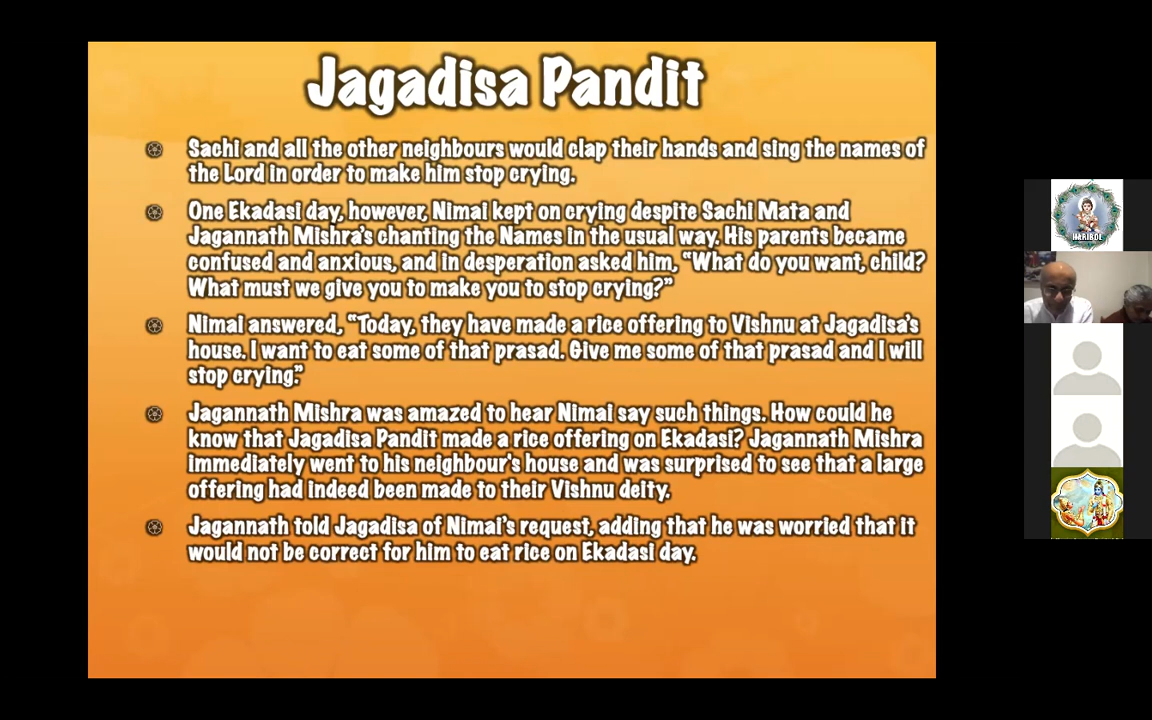 Jagadisa Pandit
Sachi and all the other neighbours would clap their hands and sing the names of
the Lord in order to make him stop crying.
One Ekadasi day, however, Nimai kept on crying despite Sachi Mata and
Jagannath Mishra's chanting the Names in the usual way. His parents became
confused and anxious, and in desperation asked him, "What do you want, child?
What must we give you to make you to stop crying?"
Nimai answered, "Today, they have made a rice offering to Vishnu at Jagadisa's
house. I want to eat some of that prasad. Give me some of that prasad and I will
stop crying."
Jagannath Mishra was amazed to hear Nimai say such things. How could he
know that Jagadisa Pandit made a rice offering on Ekadasi? Jagannath Mishra
immediately went to his neighbour's house and was surprised to see that a large
offering had indeed been made to their Vishnu deity.
Jagannath told Jagadisa of Nimai's request, adding that he was worried that it
would not be correct for him to eat rice on Ekadasi day.
HARIBOL